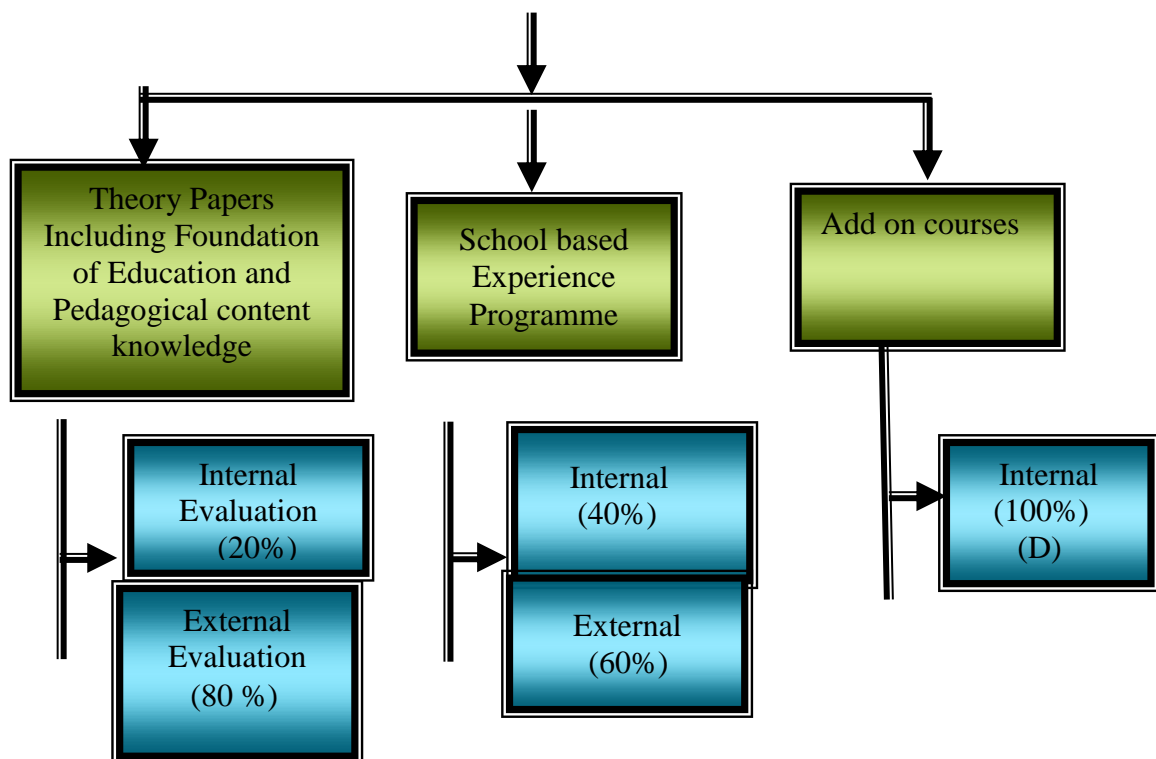 Theory Papers
Including Foundation
of Education and
Pedagogical content
knowledge
School based
Experience
Programme
Add on courses
Internal
Evaluation
(20%)
External
Evaluation
(80 %)
Internal
(40%)
External
(60%)
Internal
(100%)
(D)